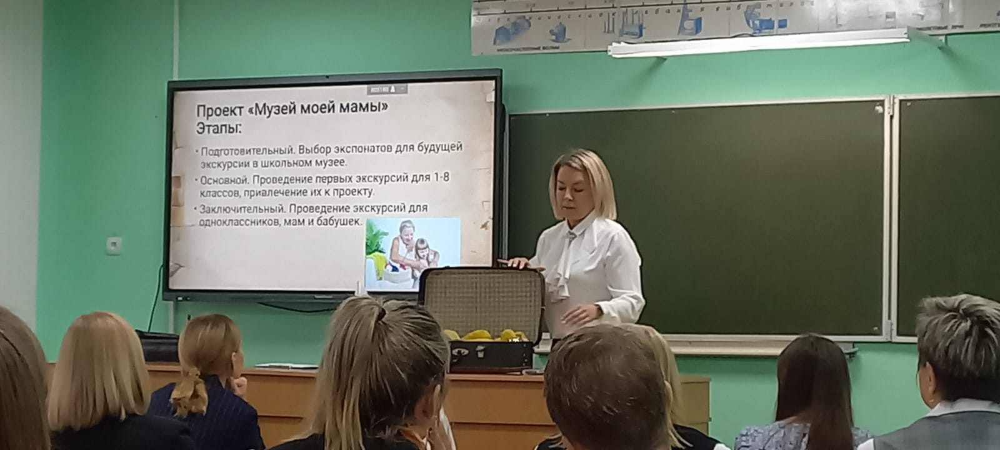 Проект «Музей моей мамы»
Этапы:
• Подготовительный. Выбор экспонатов для будущей
экскурсии в школьном музее.
• Основной. Проведение первых экскурсий для 1-8
классов, привлечение их к проекту.
• Заключительный. Проведение экскурсий для
одноклассников, мам и бабушек.